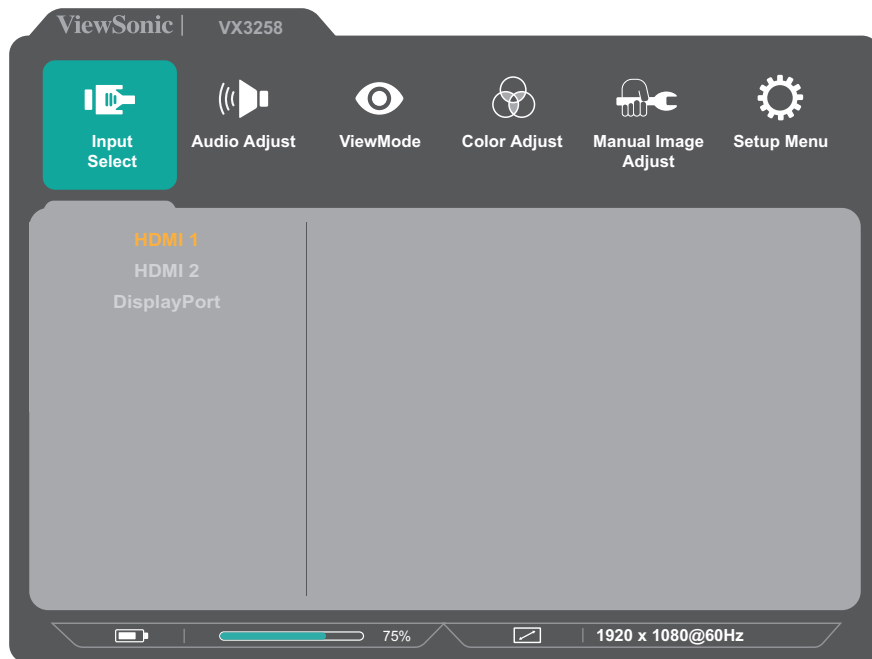 ViewSonic | VX3258
Input Select
Audio Adjust
ViewMode
Color Adjust
Manual Image Adjust
Setup Menu
HDMI 1
HDMI 2
DisplayPort
75%
1920 x 1080@60Hz